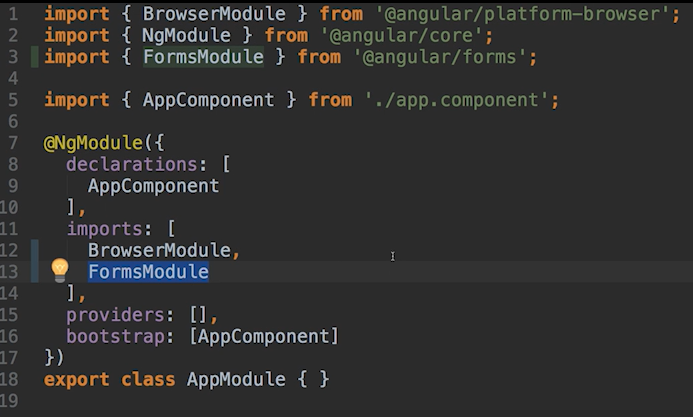 1 import { BrowserModule } from '@angular/platform-browser';
2 import { NgModule } from '@angular/core';
3 import { FormsModule } from '@angular/forms';
4
5 import { AppComponent } from './app.component';
6
7 @NgModule({
8   declarations: [
9     AppComponent
10   ],
11   imports: [
12     BrowserModule,
13     FormsModule
14   ],
15   providers: [],
16   bootstrap: [AppComponent]
17 })
18 export class AppModule { }
19